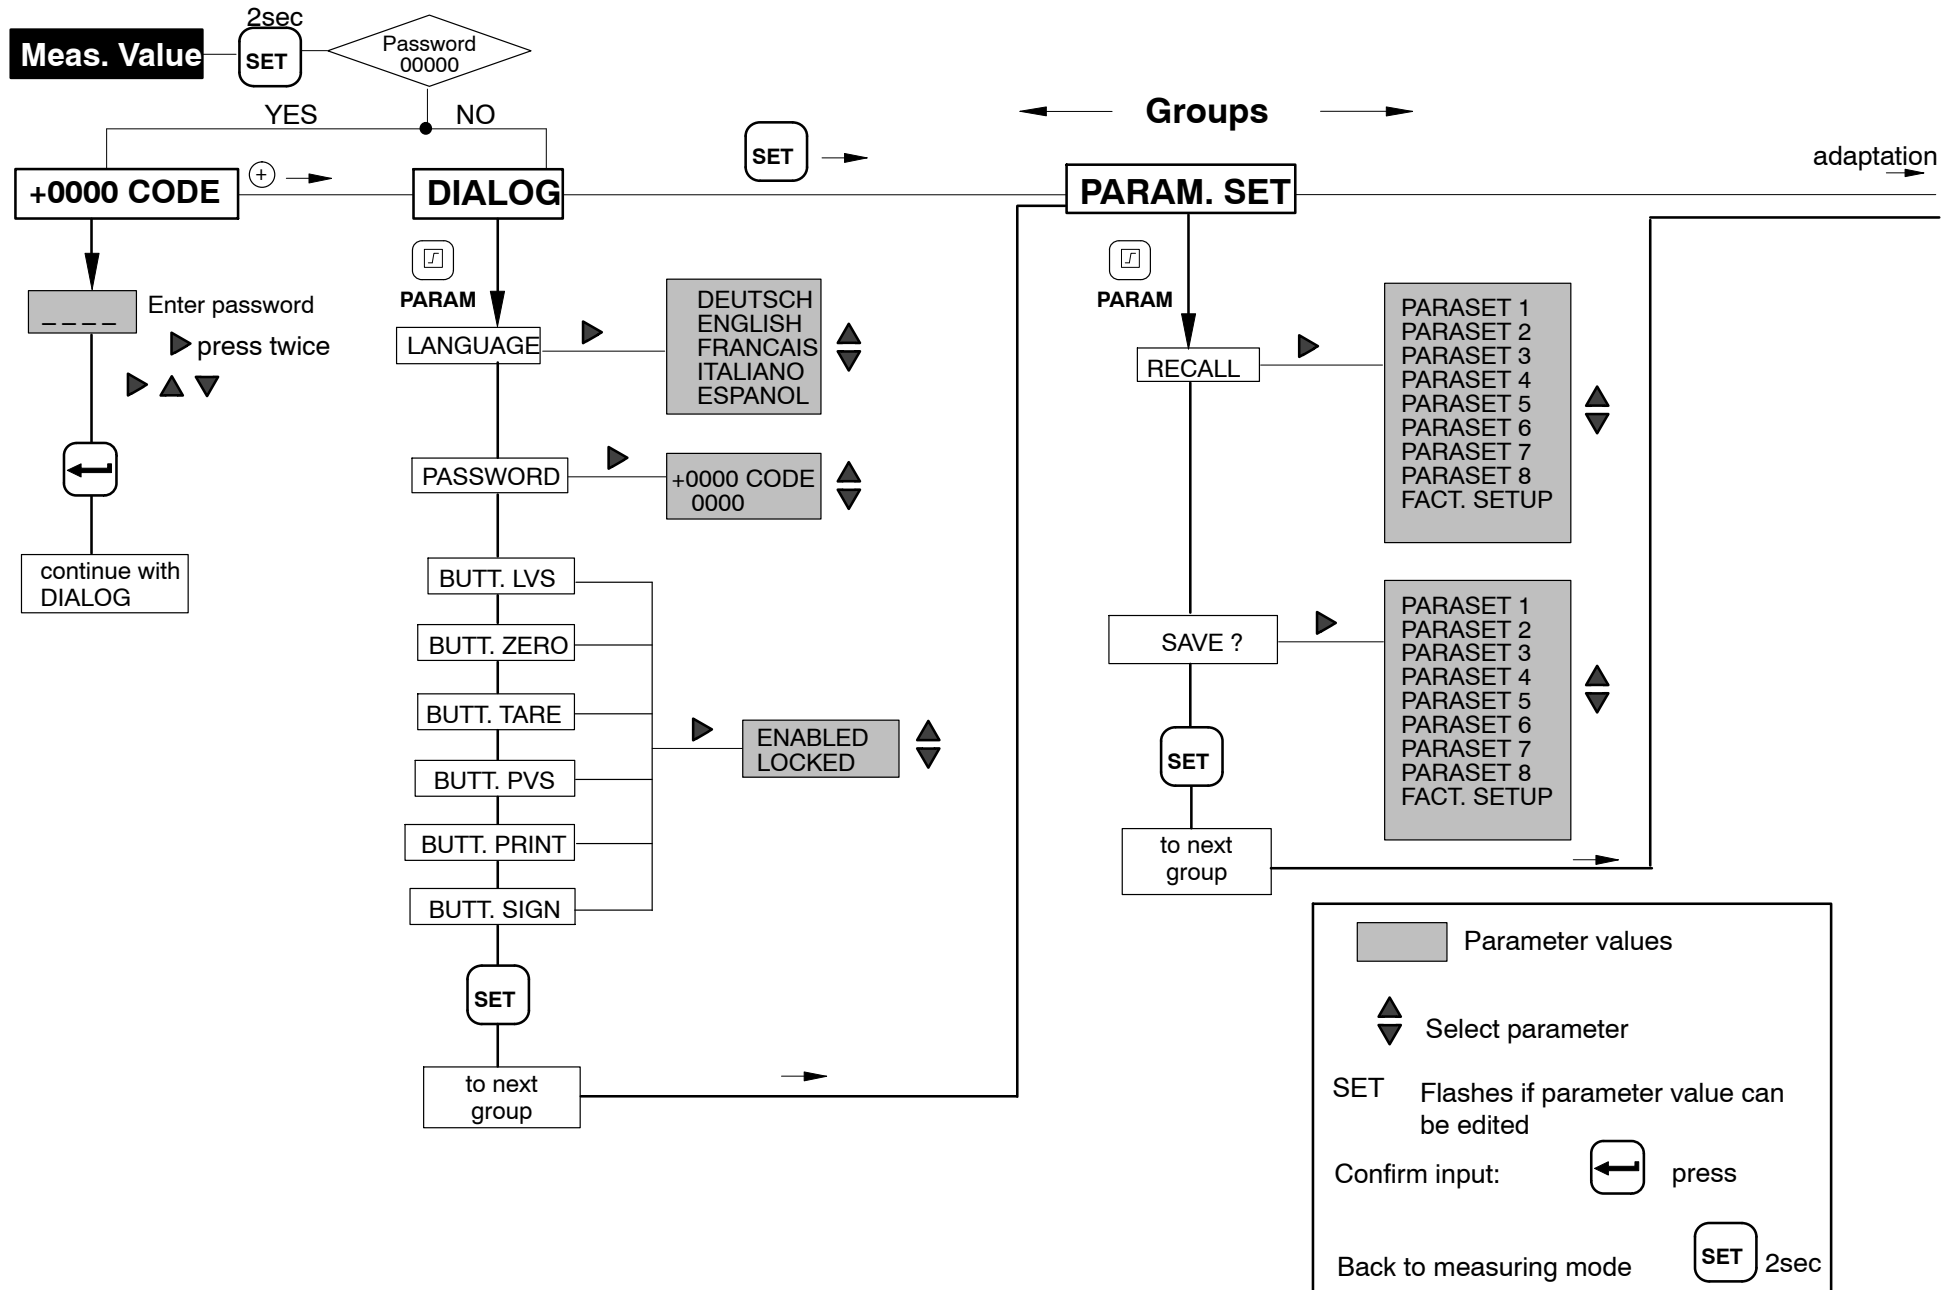 2sec
Meas. Value
SET
Password
00000
YES
NO
Groups
SET
adaptation
+0000 CODE
+
DIALOG
PARAM. SET
PARAM
PARAM
Enter password
_ _ _ _
press twice
LANGUAGE
DEUTSCH
ENGLISH
FRANCAIS
ITALIANO
ESPANOL
PASSWORD
+0000 CODE
0000
continue with
DIALOG
BUTT. LVS
BUTT. ZERO
BUTT. TARE
BUTT. PVS
BUTT. PRINT
BUTT. SIGN
ENABLED
LOCKED
SET
to next
group
RECALL
PARASET 1
PARASET 2
PARASET 3
PARASET 4
PARASET 5
PARASET 6
PARASET 7
PARASET 8
FACT. SETUP
SAVE ?
PARASET 1
PARASET 2
PARASET 3
PARASET 4
PARASET 5
PARASET 6
PARASET 7
PARASET 8
FACT. SETUP
SET
to next
group
Parameter values
Select parameter
SET Flashes if parameter value can
be edited
Confirm input: press
Back to measuring mode SET 2sec